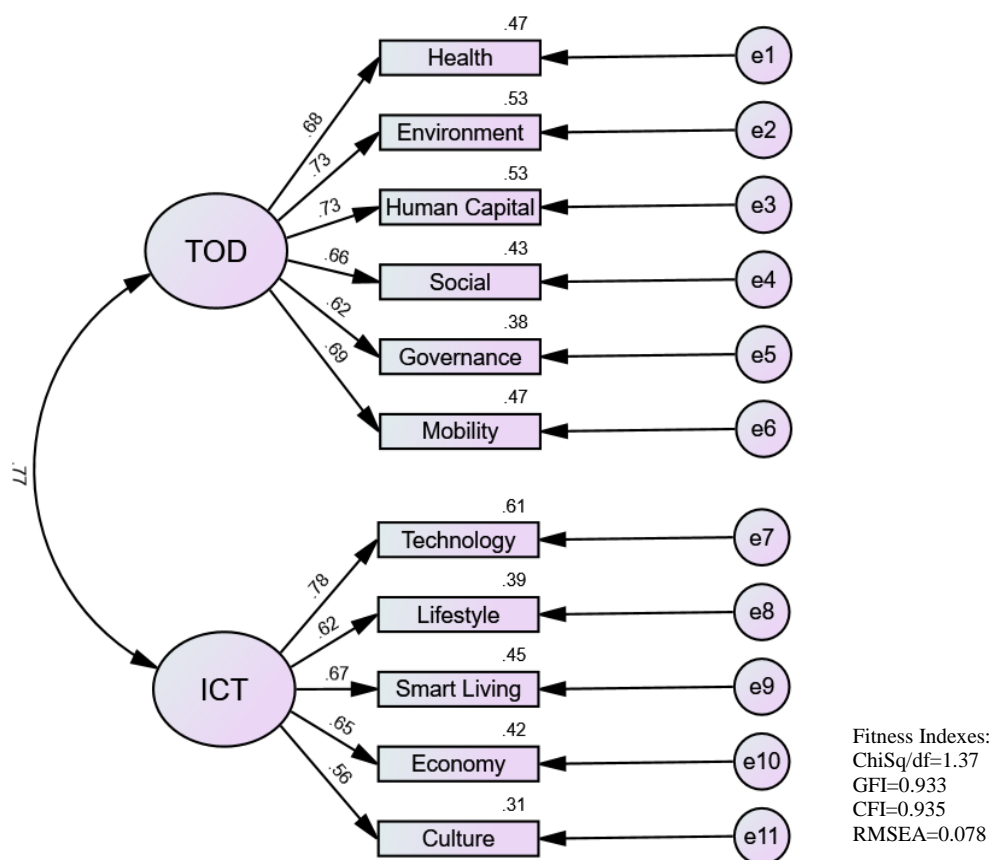 .47
Health
e1
.68
.53
Environment
e2
.73
.53
Human Capital
e3
.73
TOD
.43
Social
e4
.66
.38
Governance
e5
.62
.47
Mobility
e6
.69
.77
.61
Technology
e7
.78
.39
Lifestyle
e8
.62
.45
Smart Living
e9
.67
ICT
.42
Economy
e10
.65
.31
Culture
e11
.56
Fitness Indexes:
ChiSq/df=1.37
GFI=0.933
CFI=0.935
RMSEA=0.078